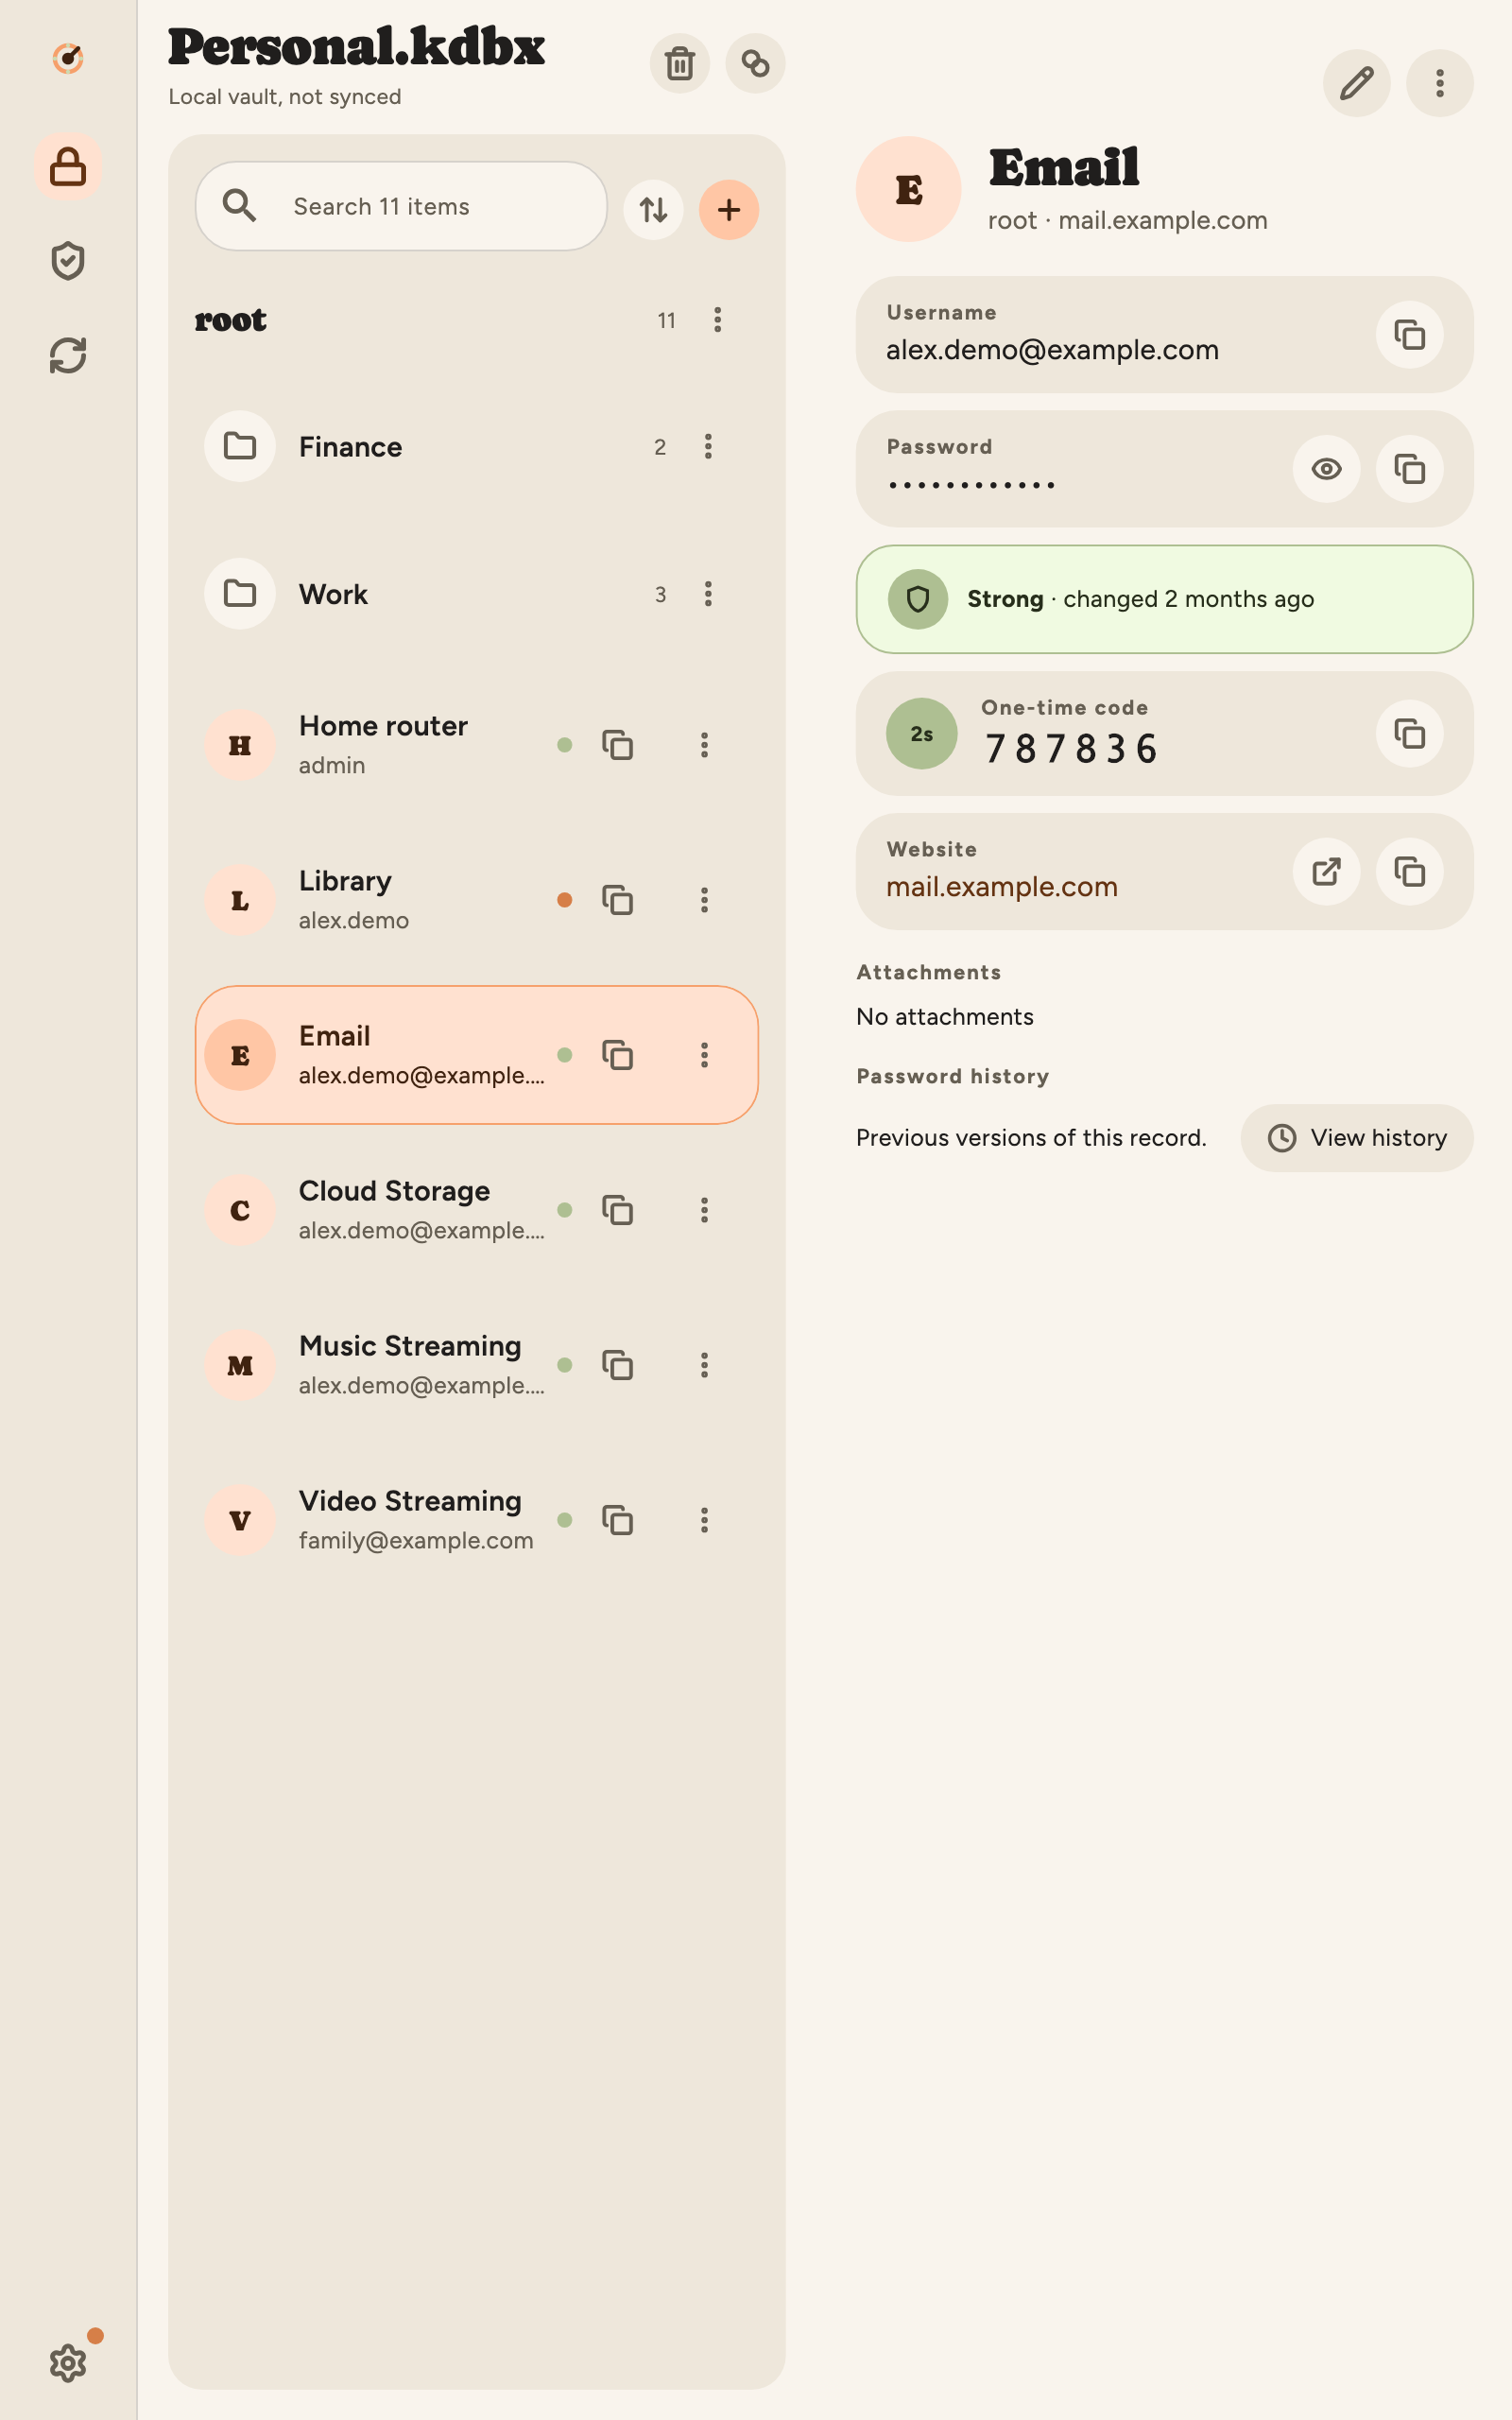 Personal.kdbx
Local vault, not synced
Search 11 items
root 11
Finance 2
Work 3
H Home router
admin
L Library
alex.demo
E Email
alex.demo@example....
C Cloud Storage
alex.demo@example....
M Music Streaming
alex.demo@example....
V Video Streaming
family@example.com
E Email
root · mail.example.com
Username
alex.demo@example.com
Password
••••••••••••
Strong · changed 2 months ago
2s One-time code
787836
Website
mail.example.com
Attachments
No attachments
Password history
Previous versions of this record. View history